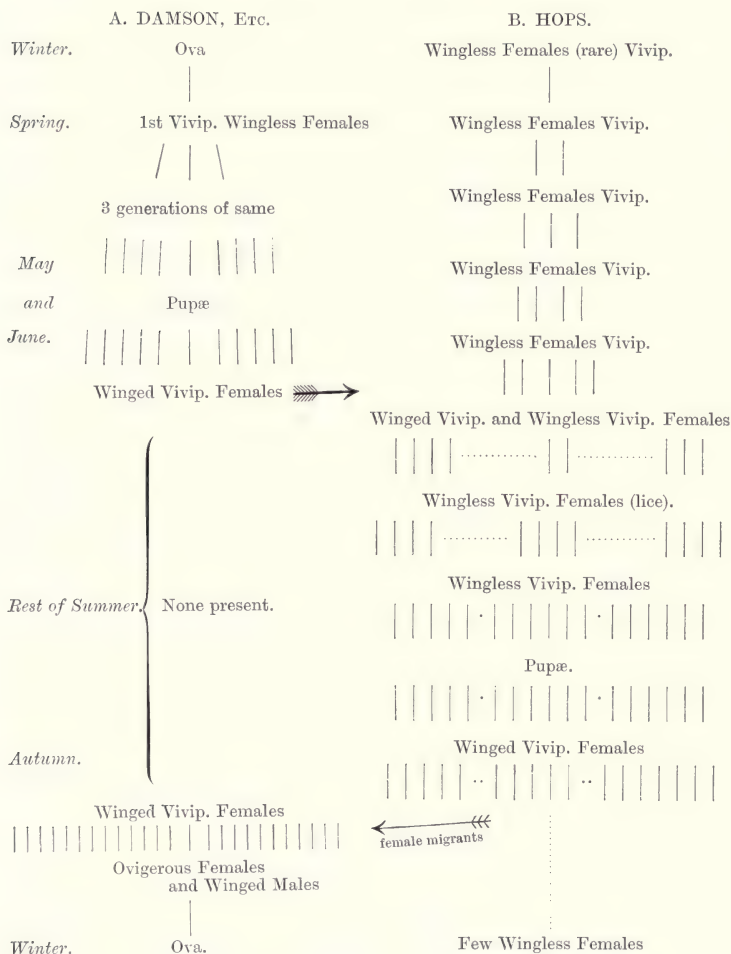 A. DAMSON, Etc.
B. HOPS.
Winter.
Ova
Wingless Females (rare) Vivip.
Spring.
1st Vivip. Wingless Females
Wingless Females Vivip.
3 generations of same
Wingless Females Vivip.
May
Wingless Females Vivip.
and
Pupæ
June.
Wingless Females Vivip.
Winged Vivip. Females
Winged Vivip. and Wingless Vivip. Females
Wingless Vivip. Females (lice).
Wingless Vivip. Females
Rest of Summer.
None present.
Pupæ.
Autumn.
Winged Vivip. Females
Winged Vivip. Females
female migrants
Ovigerous Females
and Winged Males
Winter.
Ova.
Few Wingless Females